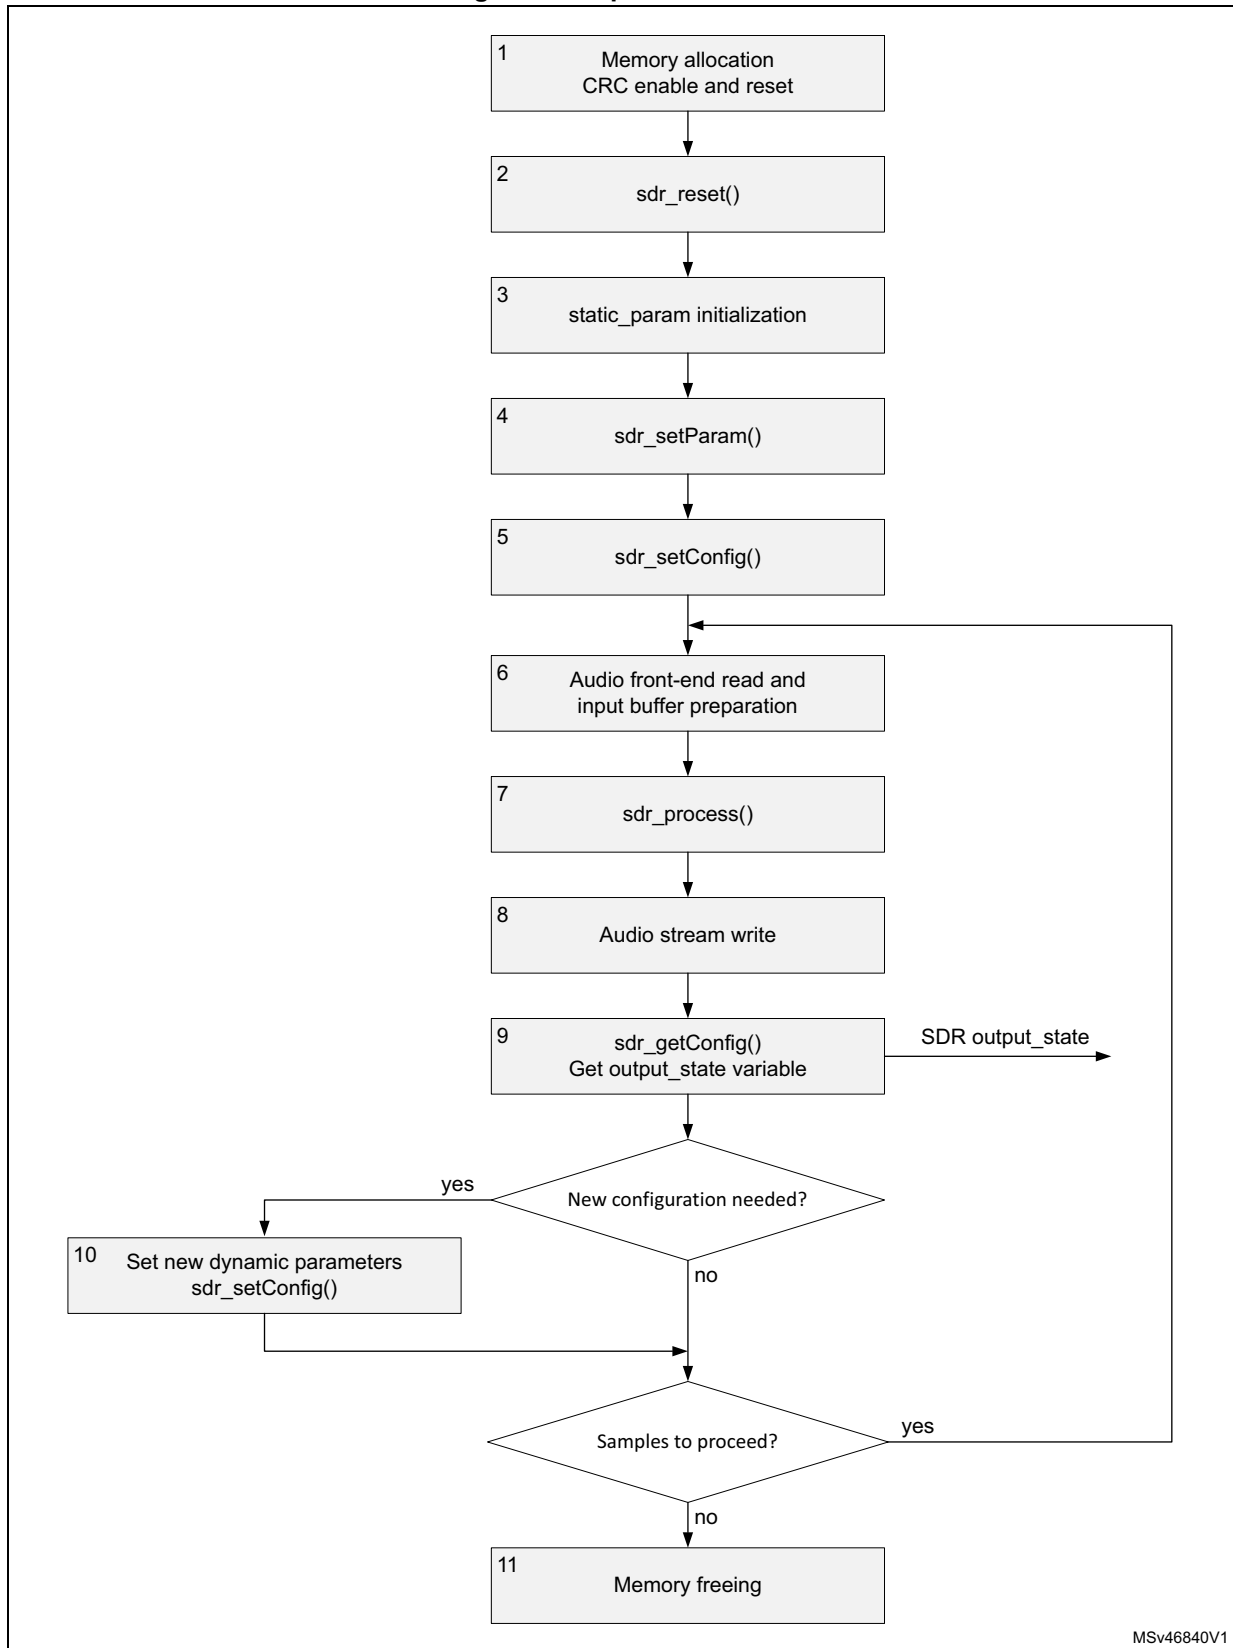 1
Memory allocation
CRC enable and reset
2
sdr_reset()
3
static_param initialization
4
sdr_setParam()
5
sdr_setConfig()
6
Audio front-end read and
input buffer preparation
7
sdr_process()
8
Audio stream write
9
sdr_getConfig()
Get output_state variable
SDR output_state
New configuration needed?
yes
10
Set new dynamic parameters
sdr_setConfig()
no
Samples to proceed?
yes
no
11
Memory freeing
MSv46840V1